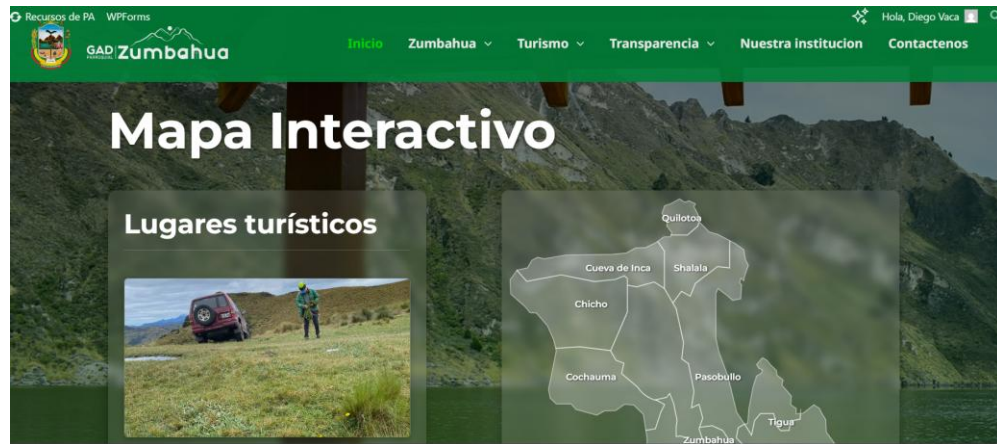 Recursos de PA WPForms
Hola, Diego Vaca
GAD PARROQUIAL Zumbahua
Inicio Zumbahua Turismo Transparencia Nuestra institucion Contactenos
Mapa Interactivo
Lugares turísticos
Quilotoa
Cueva de Inca Shalala
Chicho
Cochauma Pasobullo
Tigua
Zumbahua